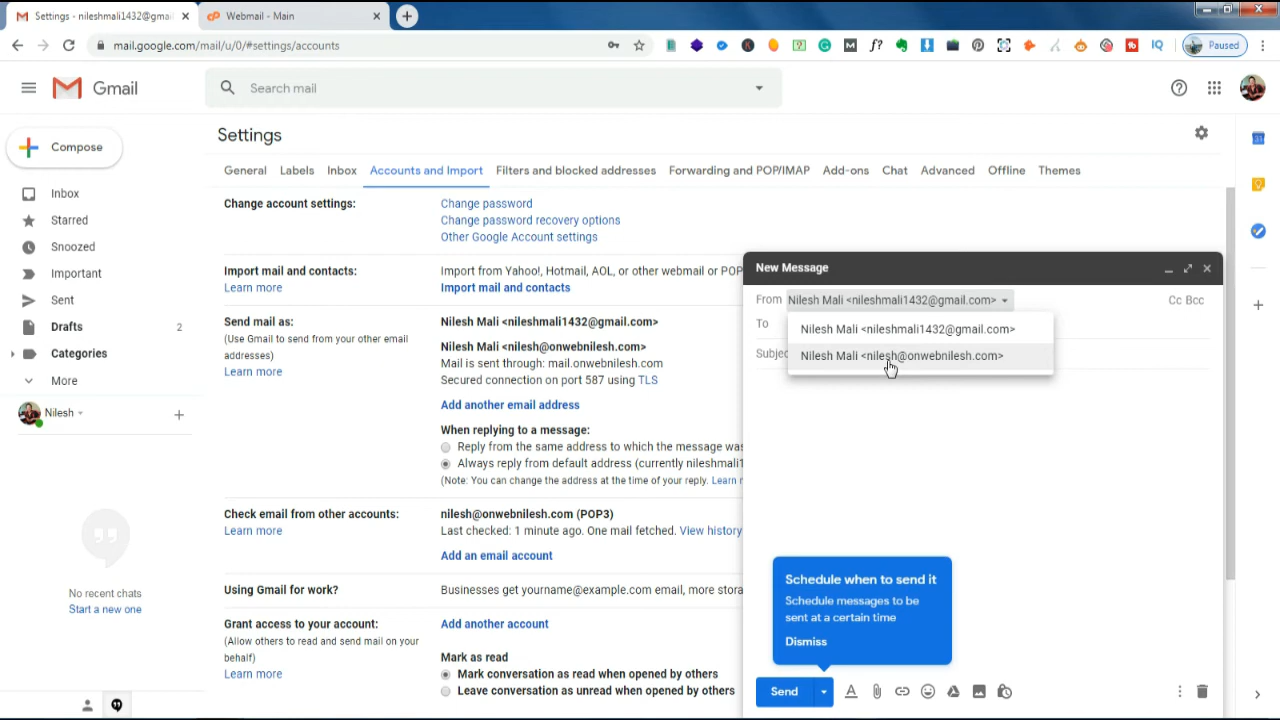 Settings - nileshmali1432@gmai
Webmail - Main
mail.google.com/mail/u/0/#settings/accounts
Paused
Gmail
Search mail
Compose
Inbox
Starred
Snoozed
Important
Sent
Drafts 2
Categories
More
Nilesh
No recent chats
Start a new one
Settings
General Labels Inbox Accounts and Import Filters and blocked addresses Forwarding and POP/IMAP Add-ons Chat Advanced Offline Themes
Change account settings:
Change password
Change password recovery options
Other Google Account settings
Import mail and contacts:
Learn more
Import from Yahoo!, Hotmail, AOL, or other webmail or POP
Import mail and contacts
Send mail as:
(Use Gmail to send from your other email
addresses)
Learn more
Nilesh Mali <nileshmali1432@gmail.com>
Nilesh Mali <nilesh@onwebnilesh.com>
Mail is sent through: mail.onwebnilesh.com
Secured connection on port 587 using TLS
Add another email address
When replying to a message:
Reply from the same address to which the message was
Always reply from default address (currently nileshmali1
(Note: You can change the address at the time of your reply. Learn
Check email from other accounts:
Learn more
nilesh@onwebnilesh.com (POP3)
Last checked: 1 minute ago. One mail fetched. View history
Add an email account
Using Gmail for work?
Businesses get yourname@example.com email, more stora
Grant access to your account:
(Allow others to read and send mail on your
behalf)
Learn more
Add another account
Mark as read
Mark conversation as read when opened by others
Leave conversation as unread when opened by others
New Message
From Nilesh Mali <nileshmali1432@gmail.com>
Cc Bcc
To
Nilesh Mali <nileshmali1432@gmail.com>
Subjec
Nilesh Mali <nilesh@onwebnilesh.com>
Schedule when to send it
Schedule messages to be
sent at a certain time
Dismiss
Send